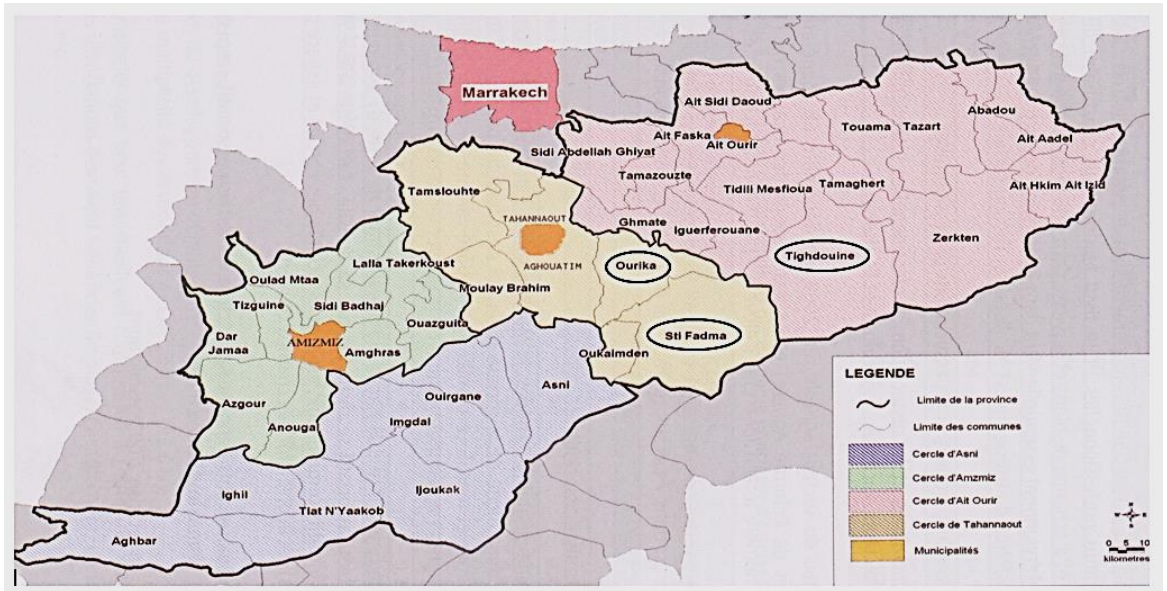 Marrakech
Ait Sidi Daoud
Abadou
Ait Faska
Touama
Tazart
Ait Ourir
Ait Aadel
Sidi Abdellah Ghiyat
Tamazouzte
Tidili Mesfioua
Tamaghert
Ait Hkim Ait Izid
Tamslouhte
TAHANNAOUT
Ghmate
Iguerferouane
Zerkten
Tighdouine
AGHOUATIM
Ourika
Lalla Takerkoust
Oulad Mtaa
Moulay Brahim
Tizguine
Sidi Badhaj
Ouazguita
Sti Fadma
Dar
Jamaa
AMIZMIZ
Amghras
Oukaimden
Asni
Azgour
Ouirgane
Anougal
Imgdal
Ighil
Ijoukak
Tlat N'Yaakob
Aghbar
LEGENDE
Limite de la province
Limite des communes
Cercle d'Asni
Cercle d'Amzmiz
Cercle d'Ait Ourir
Cercle de Tahannaout
Municipalités
N
W E
S
0 5 10
kilometres